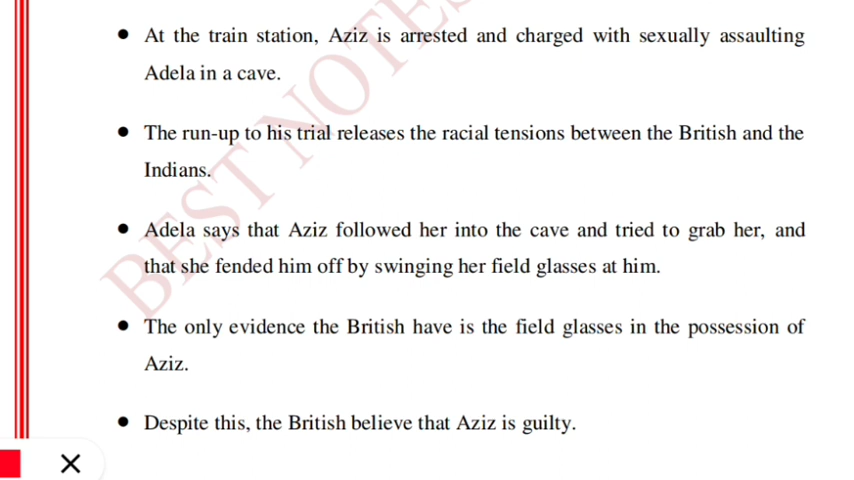 ● At the train station, Aziz is arrested and charged with sexually assaulting
Adela in a cave.
● The run-up to his trial releases the racial tensions between the British and the
Indians.
● Adela says that Aziz followed her into the cave and tried to grab her, and
that she fended him off by swinging her field glasses at him.
● The only evidence the British have is the field glasses in the possession of
Aziz.
● Despite this, the British believe that Aziz is guilty.
BEST NOTES